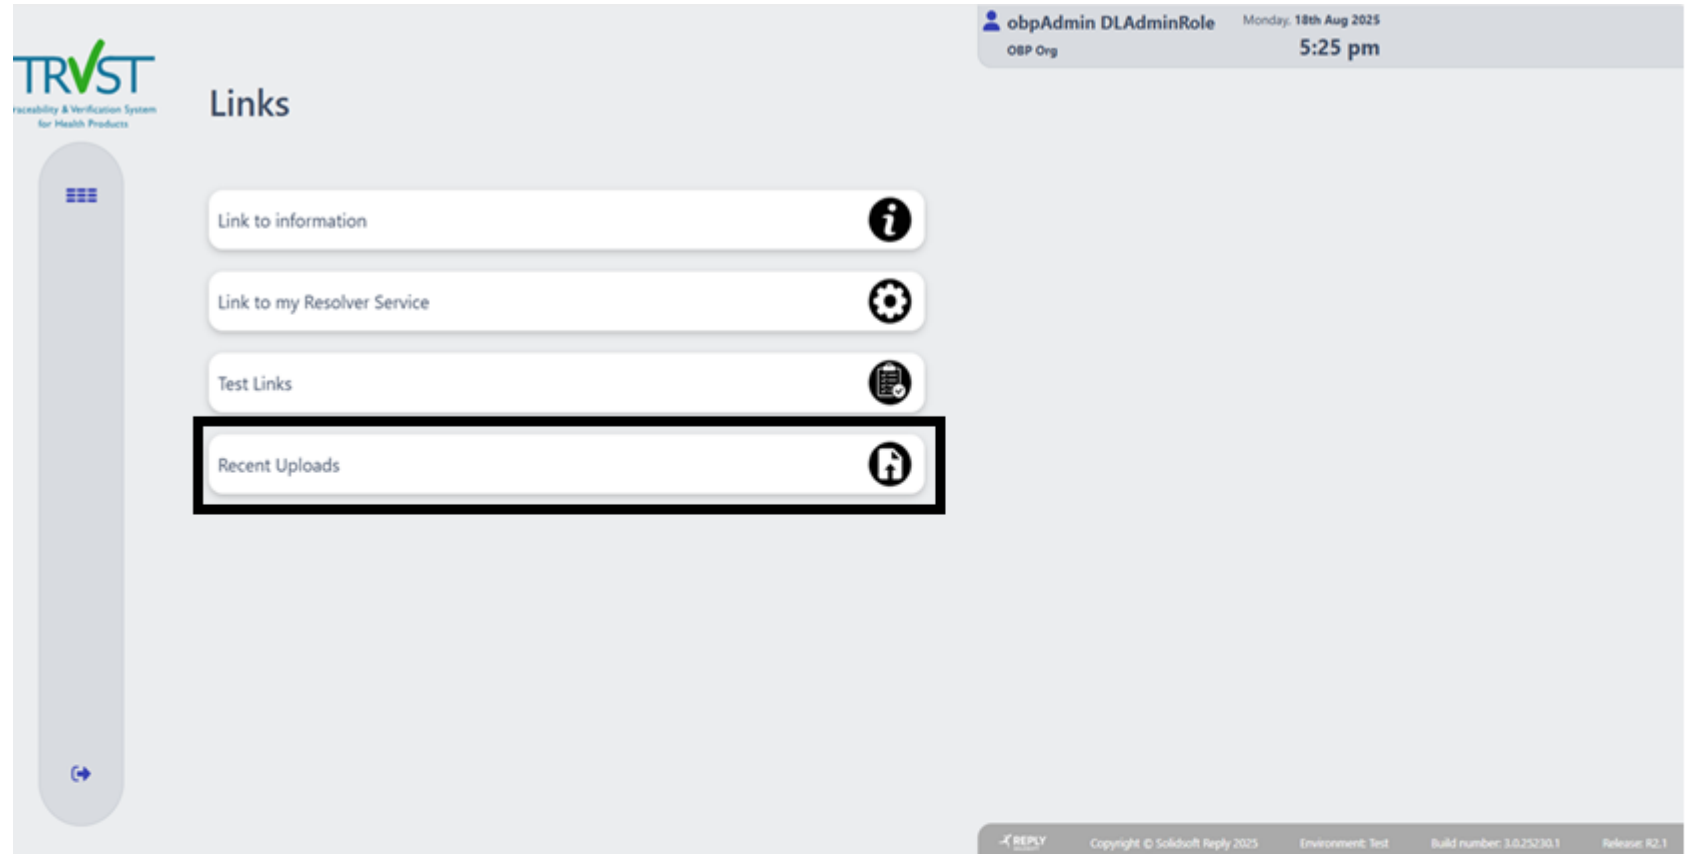 TRVST
raceability & Verification System
for Health Products
Links
obpAdmin DLAdminRole
Monday, 18th Aug 2025
OBP Org
5:25 pm
Link to information
Link to my Resolver Service
Test Links
Recent Uploads
REPLY
Copyright © Solidsoft Reply 2025
Environment: Test
Build number: 3.0.25230.1
Release: R2.1